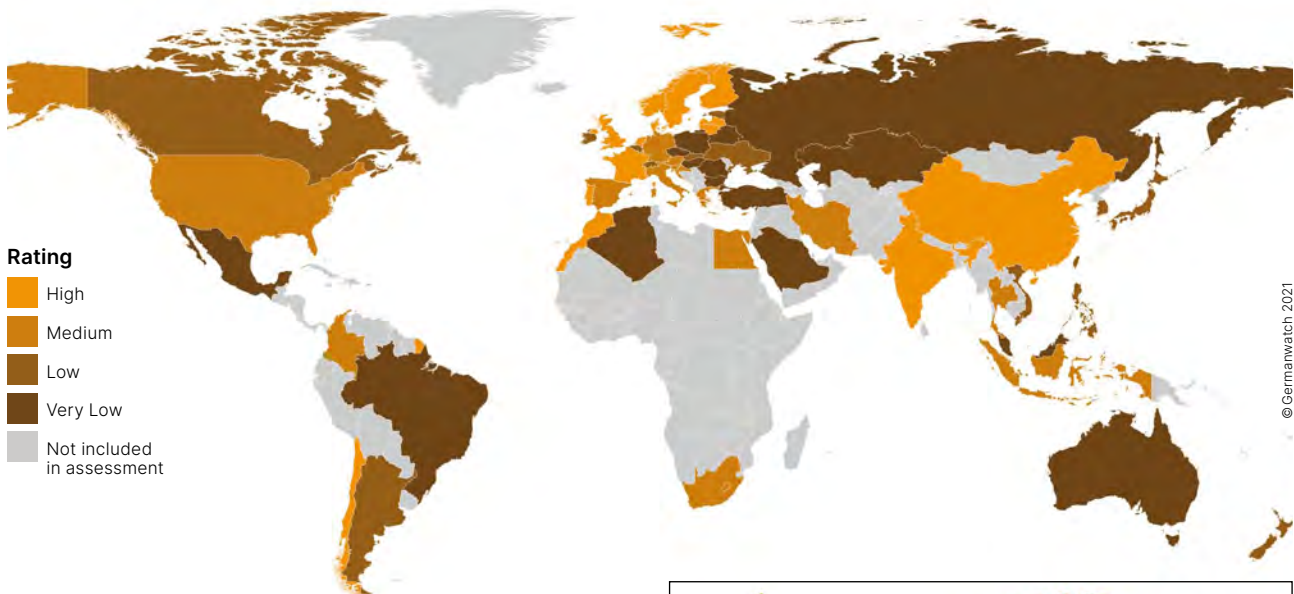 Rating
High
Medium
Low
Very Low
Not included
in assessment
© Germanwatch 2021